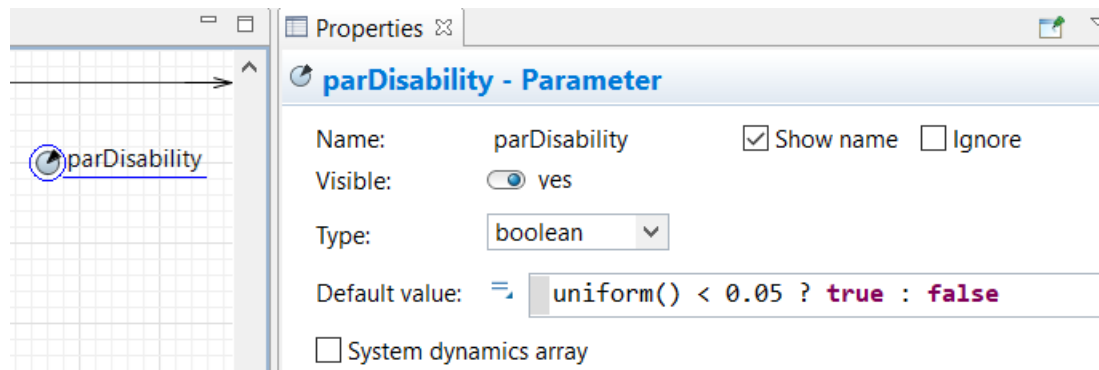 Properties
parDisability - Parameter
parDisability
Name: parDisability Show name Ignore
Visible: yes
Type: boolean
Default value: uniform() < 0.05 ? true : false
System dynamics array